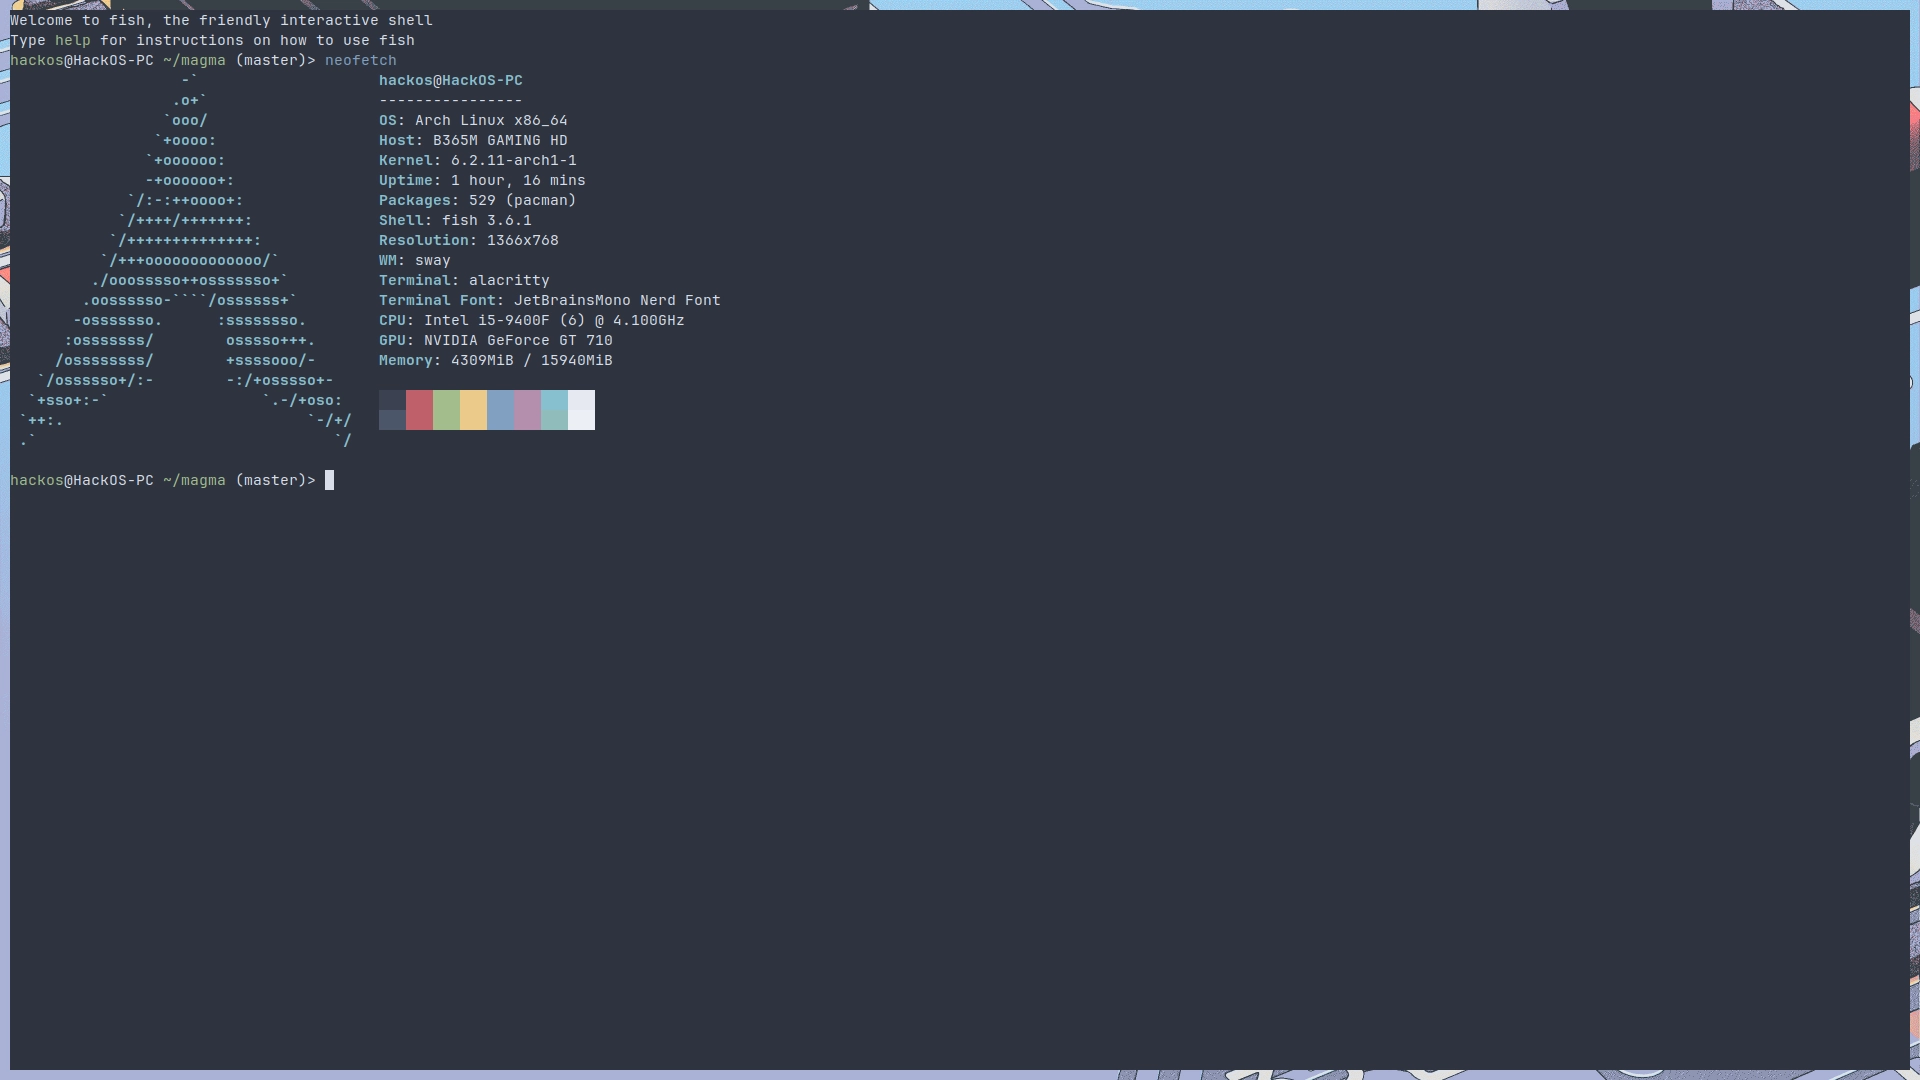 Welcome to fish, the friendly interactive shell
Type help for instructions on how to use fish
hackos@HackOS-PC ~/magma (master)> neofetch
                   -`                    hackos@HackOS-PC
                  .o+`                   ----------------
                 `ooo/                   OS: Arch Linux x86_64
                `+oooo:                  Host: B365M GAMING HD
               `+oooooo:                 Kernel: 6.2.11-arch1-1
               -+oooooo+:                Uptime: 1 hour, 16 mins
             `/:-:++oooo+:               Packages: 529 (pacman)
            `/++++/+++++++:              Shell: fish 3.6.1
           `/++++++++++++++:             Resolution: 1366x768
          `/+++ooooooooooooo/`           WM: sway
         ./ooosssso++osssssso+`          Terminal: alacritty
        .oossssso-````/ossssss+`         Terminal Font: JetBrainsMono Nerd Font
       -osssssso.      :ssssssso.        CPU: Intel i5-9400F (6) @ 4.100GHz
      :osssssss/        osssso+++.       GPU: NVIDIA GeForce GT 710
     /ossssssss/        +ssssooo/-       Memory: 4309MiB / 15940MiB
   `/ossssso+/:-        -:/+osssso+-
  `+sso+:-`                 `.-/+oso:
 `++:.                           `-/+/
 .`                                 `/
hackos@HackOS-PC ~/magma (master)>